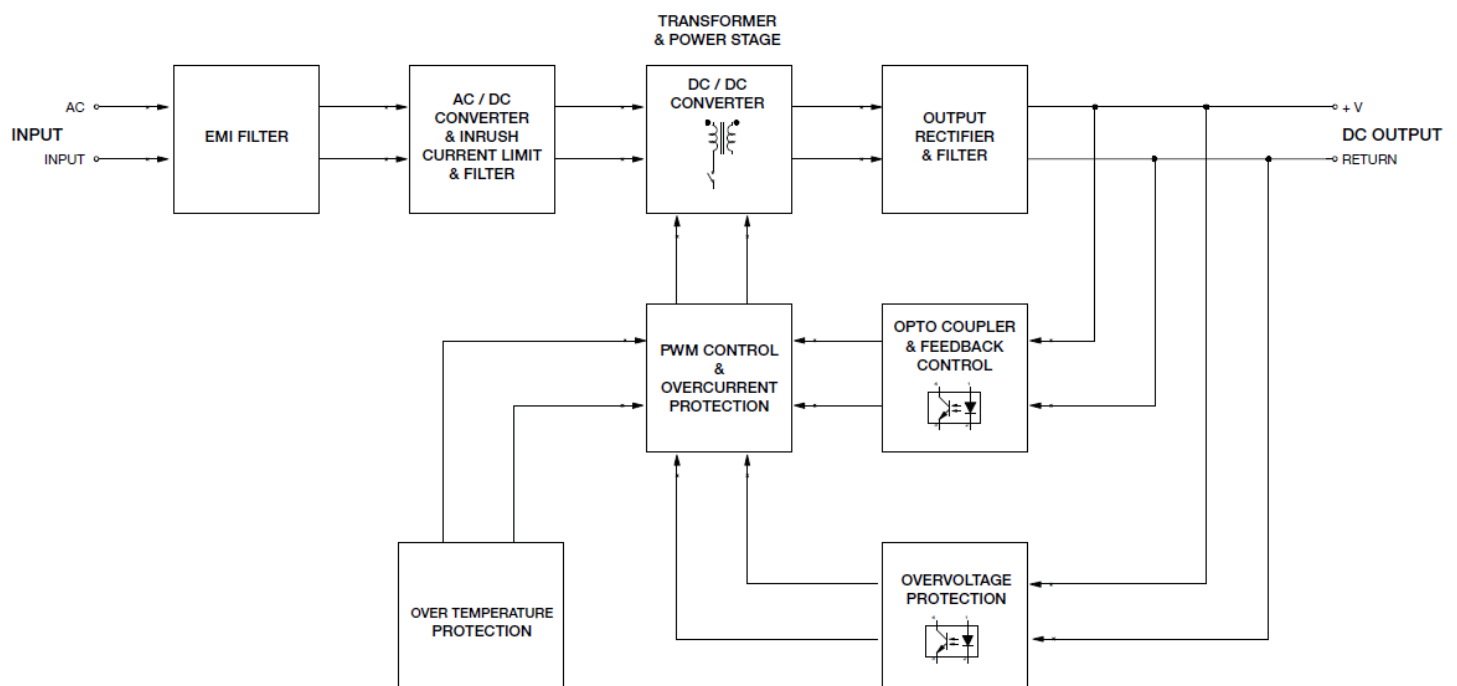 TRANSFORMER
& POWER STAGE
AC
INPUT
INPUT
EMI FILTER
AC / DC
CONVERTER
& INRUSH
CURRENT LIMIT
& FILTER
DC / DC
CONVERTER
OUTPUT
RECTIFIER
& FILTER
+ V
DC OUTPUT
RETURN
PWM CONTROL
&
OVERCURRENT
PROTECTION
OPTO COUPLER
& FEEDBACK
CONTROL
OVER TEMPERATURE
PROTECTION
OVERVOLTAGE
PROTECTION